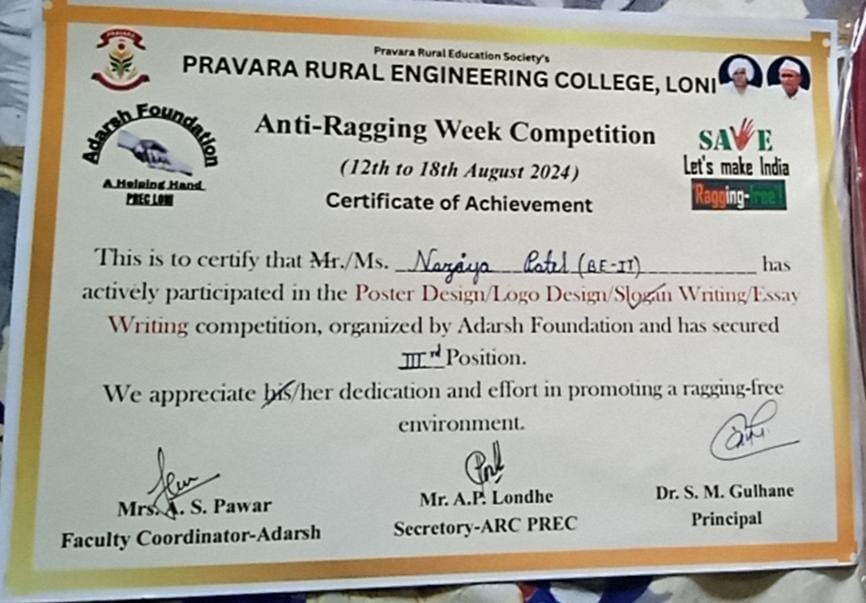 PRAVARA
Pravara Rural Education Society's
PRAVARA RURAL ENGINEERING COLLEGE, LONI
Adarsh Foundation
A Helping Hand
PREC LONI
Anti-Ragging Week Competition
(12th to 18th August 2024)
Certificate of Achievement
SAVE
Let's make India
"Ragging-free"!
This is to certify that Mr./Ms. Nazaya Patel (BE-IT) has
actively participated in the Poster Design/Logo Design/Slogan Writing/Essay
Writing competition, organized by Adarsh Foundation and has secured
IIIrd Position.
We appreciate his/her dedication and effort in promoting a ragging-free
environment.
Mrs. A. S. Pawar
Faculty Coordinator-Adarsh
Mr. A.P. Londhe
Secretary-ARC PREC
Dr. S. M. Gulhane
Principal